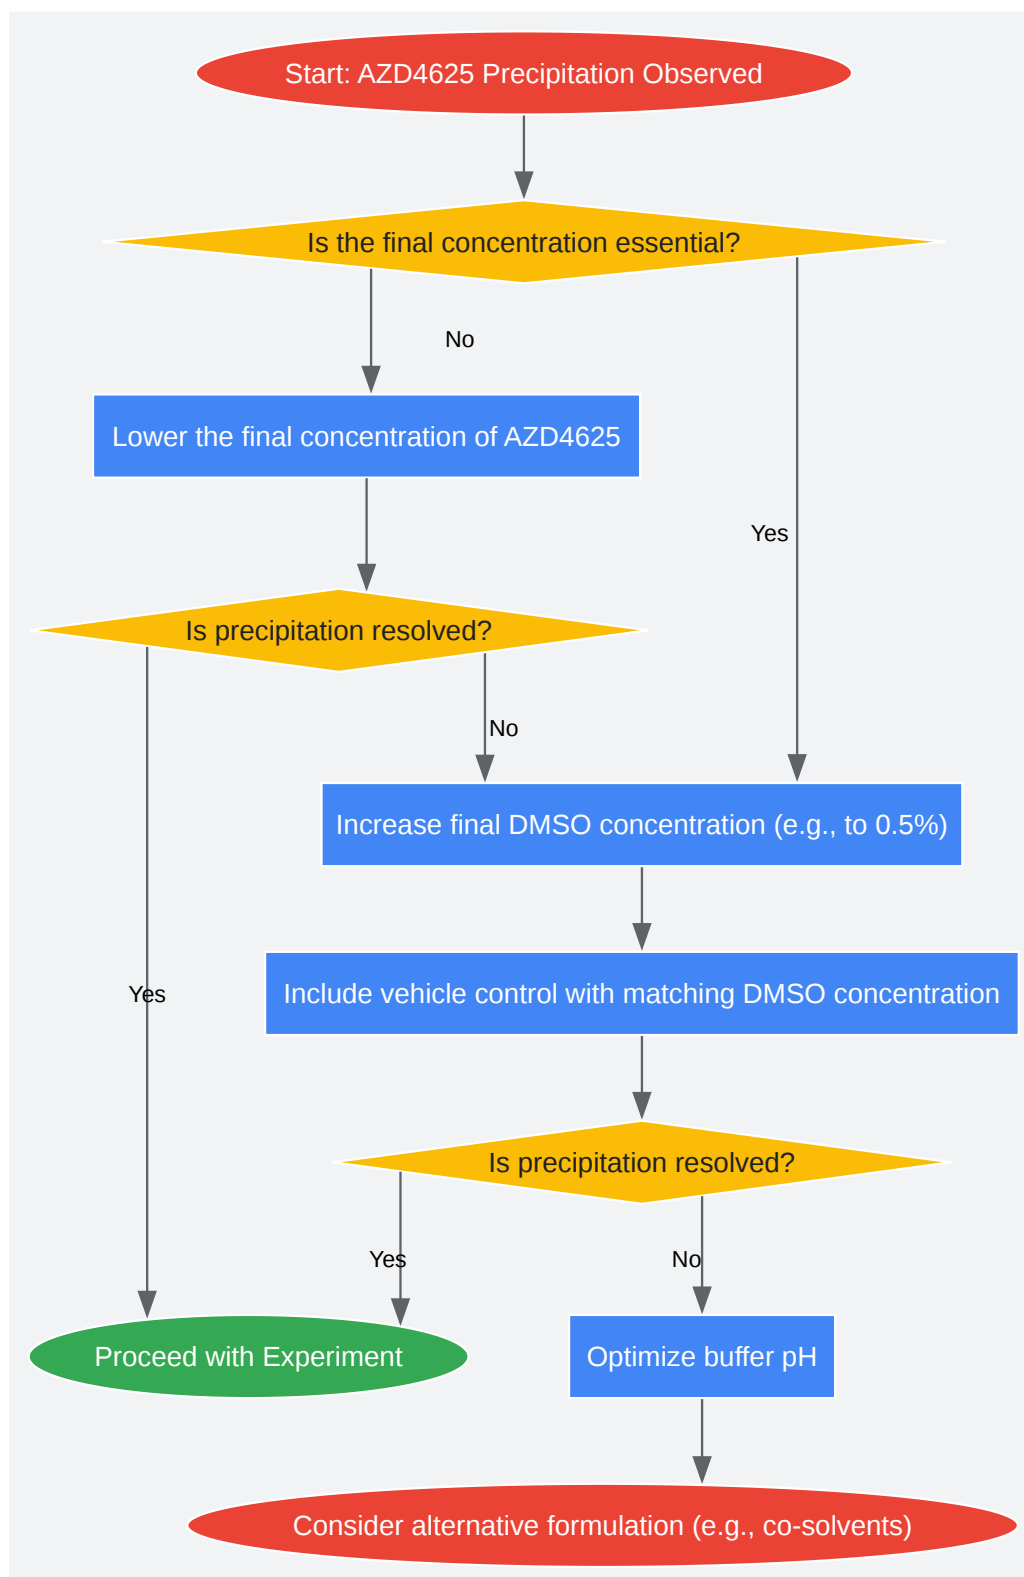 Start: AZD4625 Precipitation Observed
Is the final concentration essential?
No
Lower the final concentration of AZD4625
Yes
Is precipitation resolved?
No
Increase final DMSO concentration (e.g., to 0.5%)
Yes
Include vehicle control with matching DMSO concentration
Is precipitation resolved?
Yes
No
Proceed with Experiment
Optimize buffer pH
Consider alternative formulation (e.g., co-solvents)